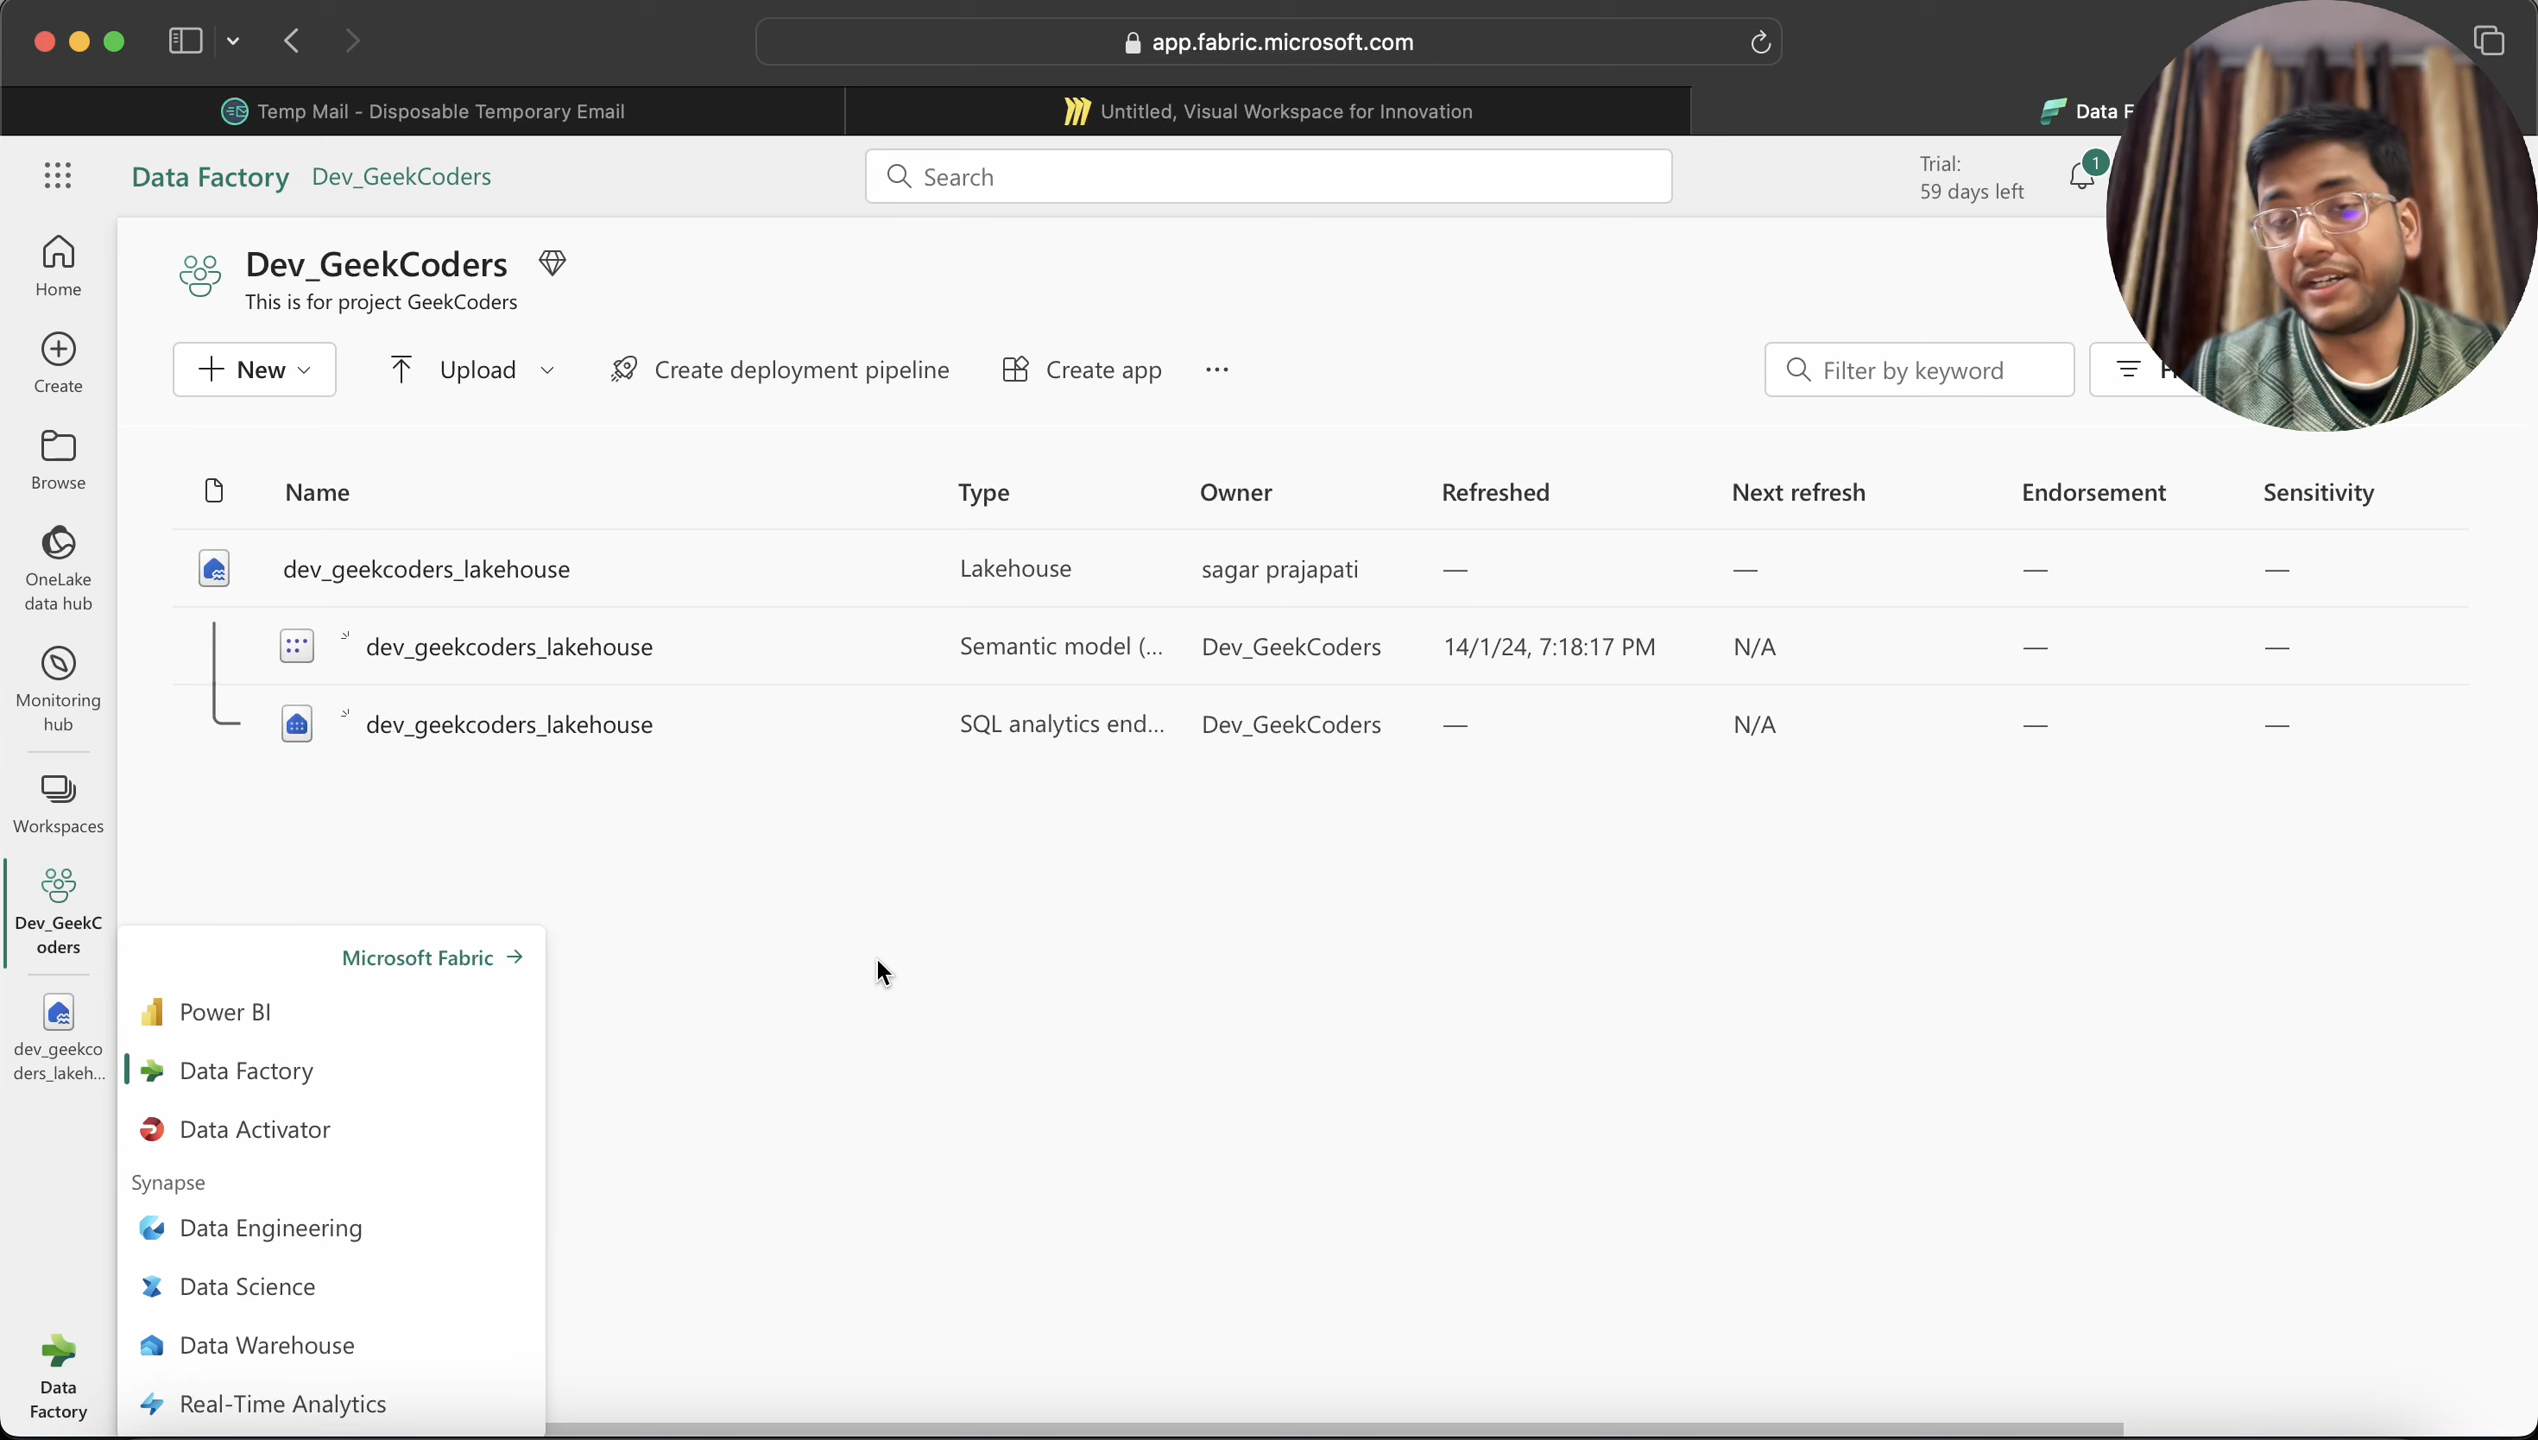 app.fabric.microsoft.com
Temp Mail - Disposable Temporary Email
Untitled, Visual Workspace for Innovation
Data F
Data Factory Dev_GeekCoders
Search
Trial:
59 days left
1
Home
Create
Browse
OneLake
data hub
Monitoring
hub
Workspaces
Dev_GeekC
oders
dev_geekco
ders_lakeh...
Data
Factory
Dev_GeekCoders
This is for project GeekCoders
New
Upload
Create deployment pipeline
Create app
Filter by keyword
Name Type Owner Refreshed Next refresh Endorsement Sensitivity
dev_geekcoders_lakehouse Lakehouse sagar prajapati — — — —
dev_geekcoders_lakehouse Semantic model (... Dev_GeekCoders 14/1/24, 7:18:17 PM N/A — —
dev_geekcoders_lakehouse SQL analytics end... Dev_GeekCoders — N/A — —
Microsoft Fabric
Power BI
Data Factory
Data Activator
Synapse
Data Engineering
Data Science
Data Warehouse
Real-Time Analytics